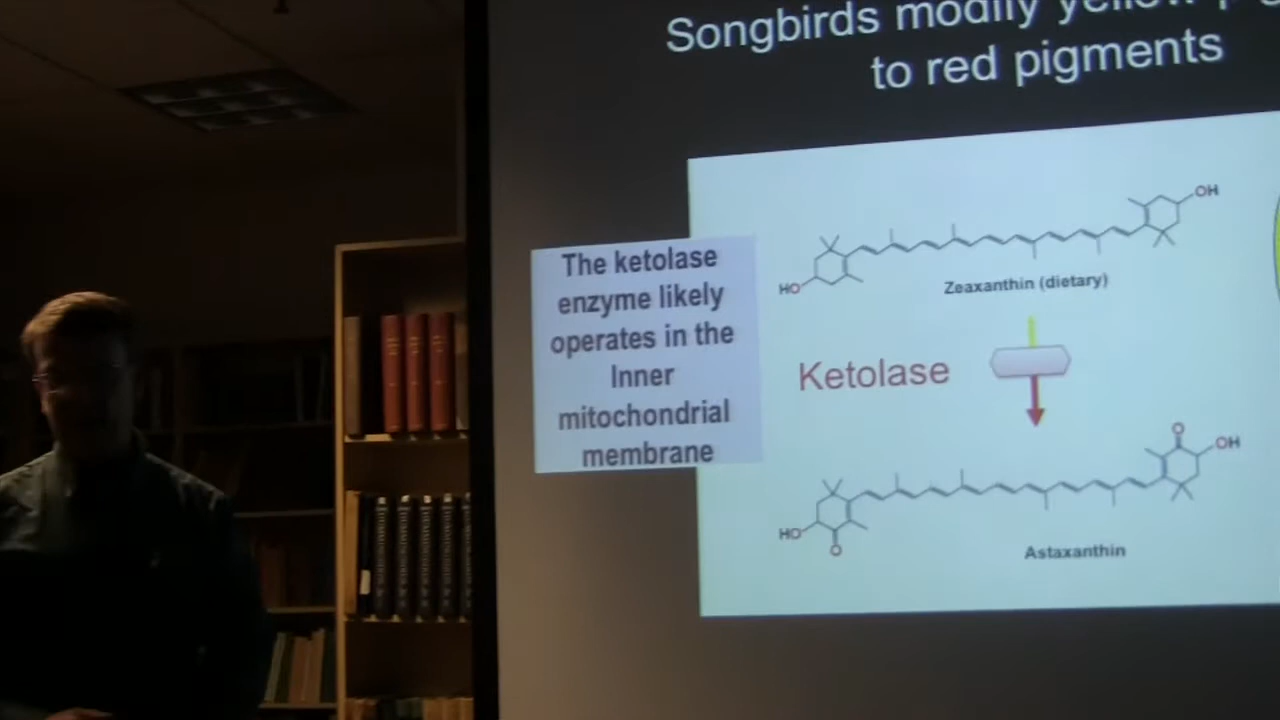 Songbirds modify yellow
to red pigments
The ketolase
enzyme likely
operates in the
Inner
mitochondrial
membrane
OH
HO
Zeaxanthin (dietary)
Ketolase
O
OH
HO
O
Astaxanthin